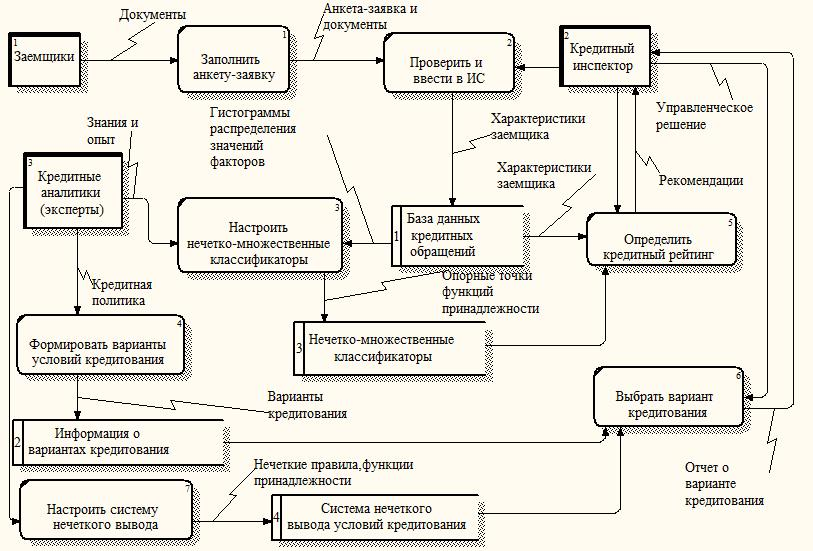 Документы
Анкета-заявка и
документы
1
Заемщики
1
Заполнить
анкету-заявку
2
Проверить и
ввести в ИС
2
Кредитный
инспектор
Управленческое
решение
Знания и
опыт
Гистограммы
распределения
значений
факторов
Характеристики
заемщика
Характеристики
заемщика
Рекомендации
3
Кредитные
аналитики
(эксперты)
3
Настроить
нечетко-множественные
классификаторы
1
База данных
кредитных
обращений
5
Определить
кредитный рейтинг
Кредитная
политика
Опорные точки
функций
принадлежности
4
Формировать варианты
условий кредитования
3
Нечетко-множественные
классификаторы
6
Выбрать вариант
кредитования
Варианты
кредитования
2
Информация о
вариантах кредитования
Нечеткие правила,функции
принадлежности
Отчет о
варианте
кредитования
7
Настроить систему
нечеткого вывода
4
Система нечеткого
вывода условий кредитования